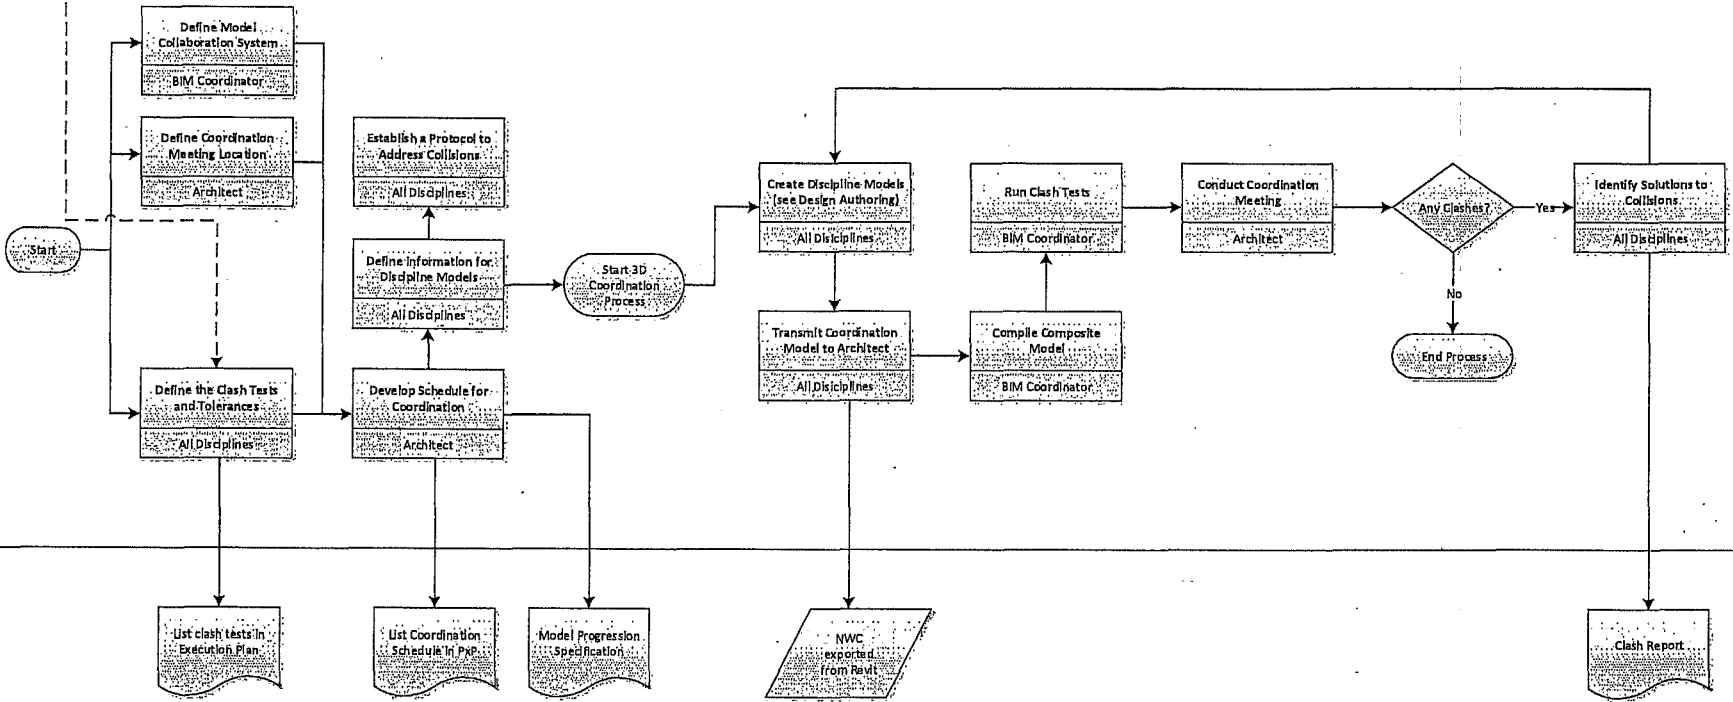 Define Model
Collaboration System
BIM Coordinator
Define Coordination
Meeting Location
Architect
Start
Define the Clash Tests
and Tolerances
All Disciplines
Establish a Protocol to
Address Collisions
All Disciplines
Define Information for
Discipline Models
All Disciplines
Develop Schedule for
Coordination
Architect
Start 3D
Coordination
Process
Create Discipline Models
(see Design Authoring)
All Disiciplines
Transmit Coordination
Model to Architect
All Disiciplines
Run Clash Tests
BIM Coordinator
Compile Composite
Model
BIM Coordinator
Conduct Coordination
Meeting
Architect
Any Clashes?
Yes
No
End Process
Identify Solutions to
Collisions
All Disciplines
List clash tests in
Execution Plan
List Coordination
Schedule in PxP
Model Progression
Specification
NWC
exported
from Revit
Clash Report